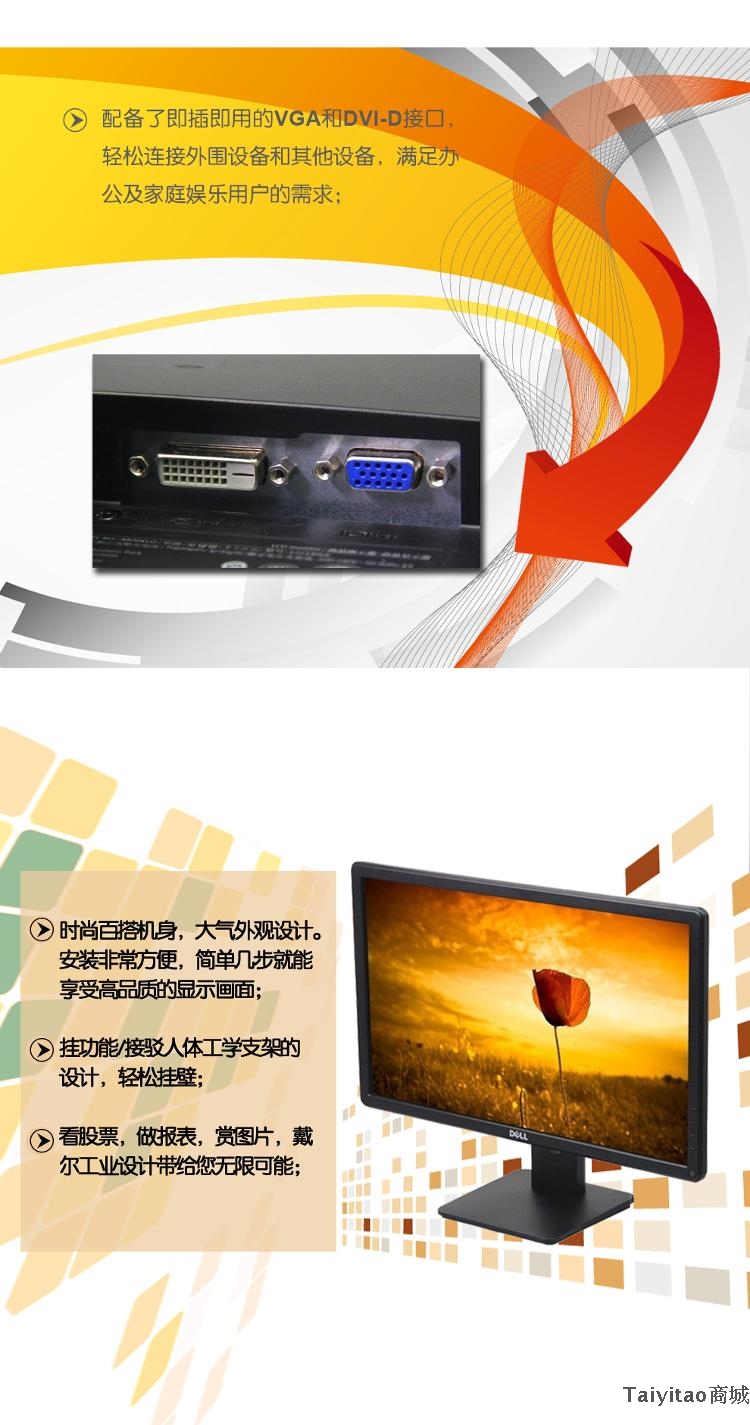 配备了即插即用的VGA和DVI-D接口，
轻松连接外围设备和其他设备，满足办
公及家庭娱乐用户的需求；
时尚百搭机身，大气外观设计。
安装非常方便，简单几步就能
享受高品质的显示画面；
挂功能/接驳人体工学支架的
设计，轻松挂壁；
看股票，做报表，赏图片，戴
尔工业设计带给您无限可能；
DELL
Taiyitao商城